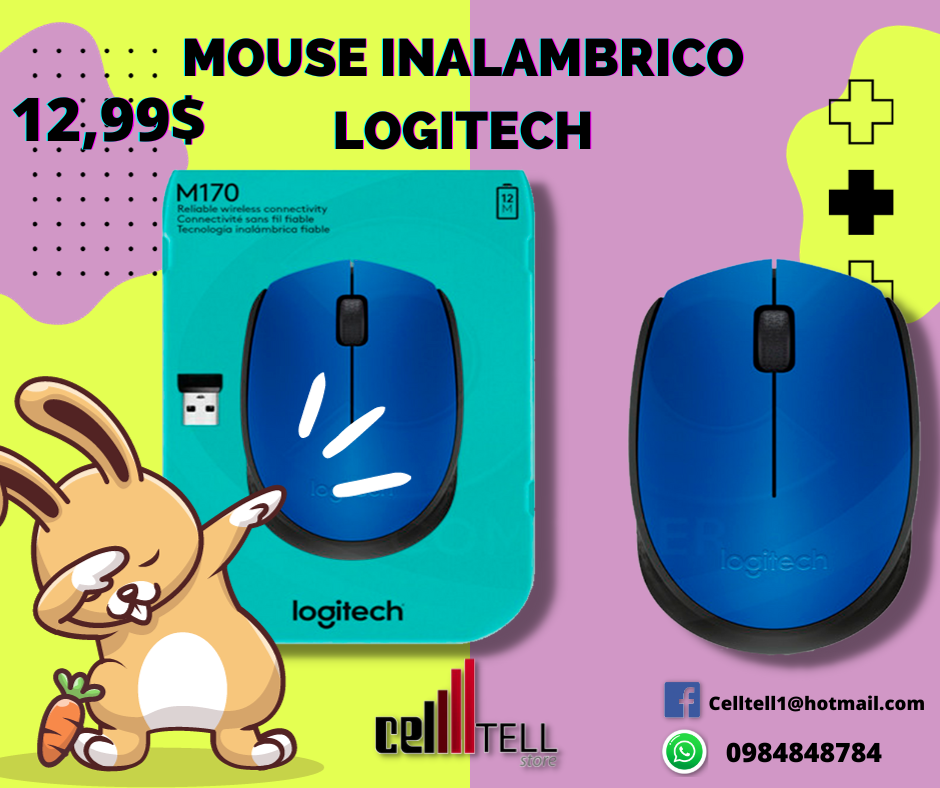 MOUSE INALAMBRICO
LOGITECH
12,99$
M170
Reliable wireless connectivity
Connectivité sans fil fiable
Tecnología inalámbrica fiable
12
M
logitech
logitech
logitech
cell TELL
store
Celltell1@hotmail.com
0984848784